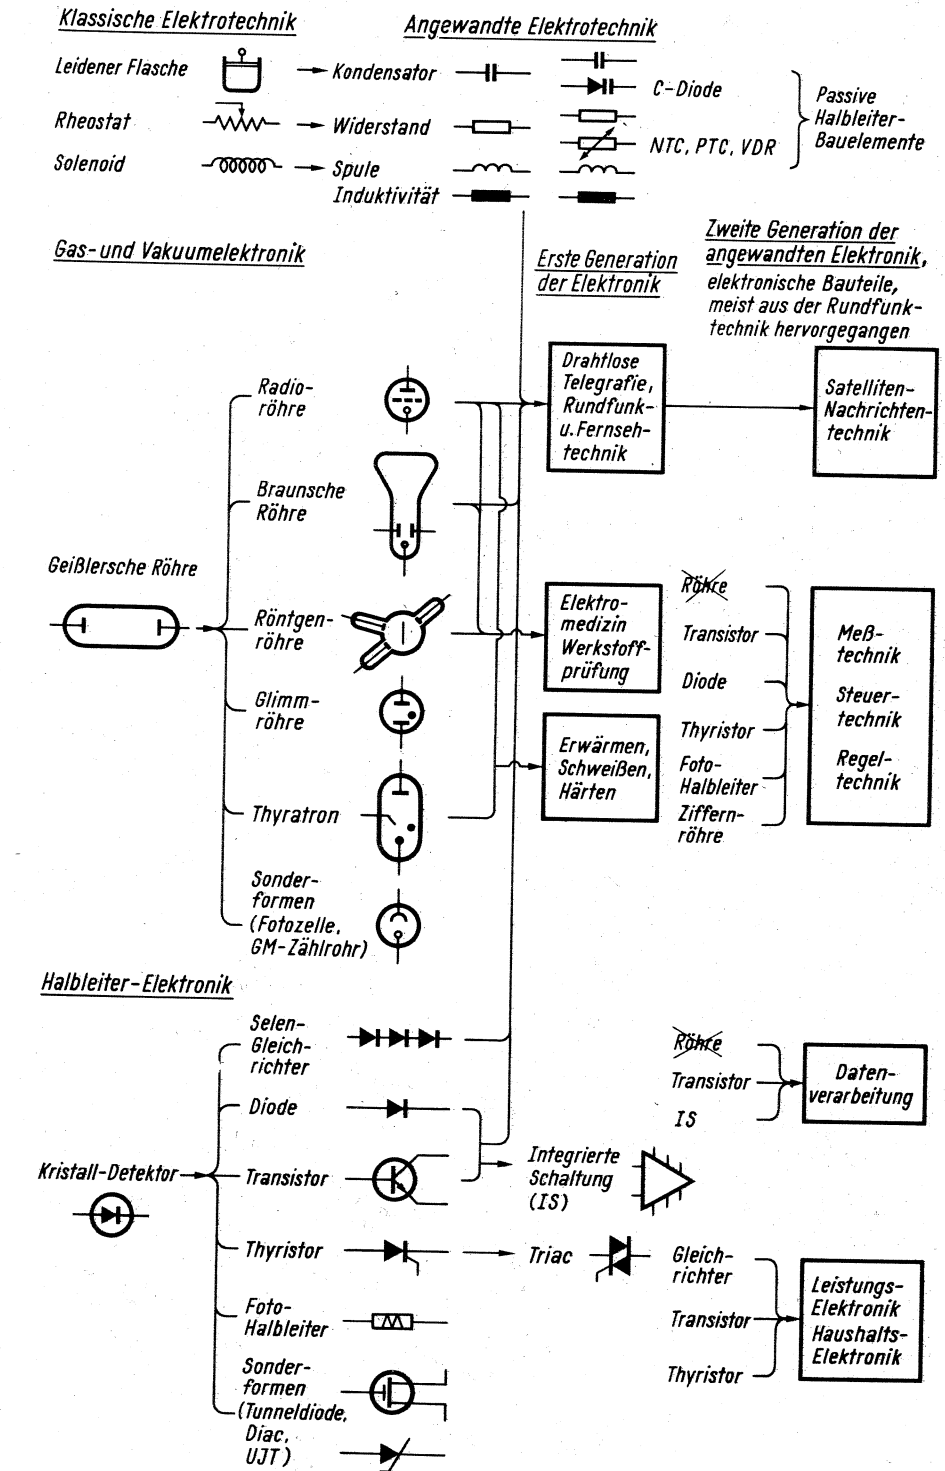 Klassische Elektrotechnik
Angewandte Elektrotechnik
Leidener Flasche
Kondensator
C-Diode
Rheostat
Widerstand
NTC, PTC, VDR
Solenoid
Spule
Induktivität
Passive
Halbleiter-
Bauelemente
Gas- und Vakuumelektronik
Erste Generation
der Elektronik
Zweite Generation der
angewandten Elektronik,
elektronische Bauteile,
meist aus der Rundfunk-
technik hervorgegangen
Geißlersche Röhre
Radio-
röhre
Braunsche
Röhre
Röntgen-
röhre
Glimm-
röhre
Thyratron
Sonder-
formen
(Fotozelle,
GM-Zählrohr)
Drahtlose
Telegrafie,
Rundfunk-
u. Fernseh-
technik
Satelliten-
Nachrichten-
technik
Elektro-
medizin
Werkstoff-
prüfung
Erwärmen,
Schweißen,
Härten
Röhre
Transistor
Diode
Thyristor
Foto-
Halbleiter
Ziffern-
röhre
Meß-
technik
Steuer-
technik
Regel-
technik
Halbleiter-Elektronik
Kristall-Detektor
Selen-
Gleich-
richter
Diode
Transistor
Thyristor
Foto-
Halbleiter
Sonder-
formen
(Tunneldiode,
Diac,
UJT)
Integrierte
Schaltung
(IS)
Triac
Röhre
Transistor
IS
Daten-
verarbeitung
Gleich-
richter
Transistor
Thyristor
Leistungs-
Elektronik
Haushalts-
Elektronik